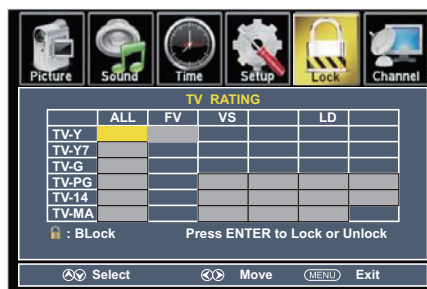 Picture Sound Time Setup Lock Channel
TV RATING
ALL FV VS LD
TV-Y
TV-Y7
TV-G
TV-PG
TV-14
TV-MA
: BLock Press ENTER to Lock or Unlock
Select Move MENU Exit